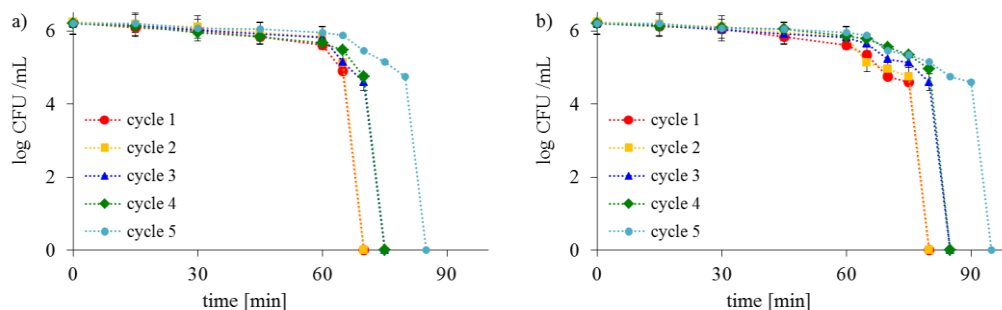 a)
log CFU /mL
6
4
2
0
cycle 1
cycle 2
cycle 3
cycle 4
cycle 5
0 30 60 90
time [min]
b)
log CFU /mL
6
4
2
0
cycle 1
cycle 2
cycle 3
cycle 4
cycle 5
0 30 60 90
time [min]